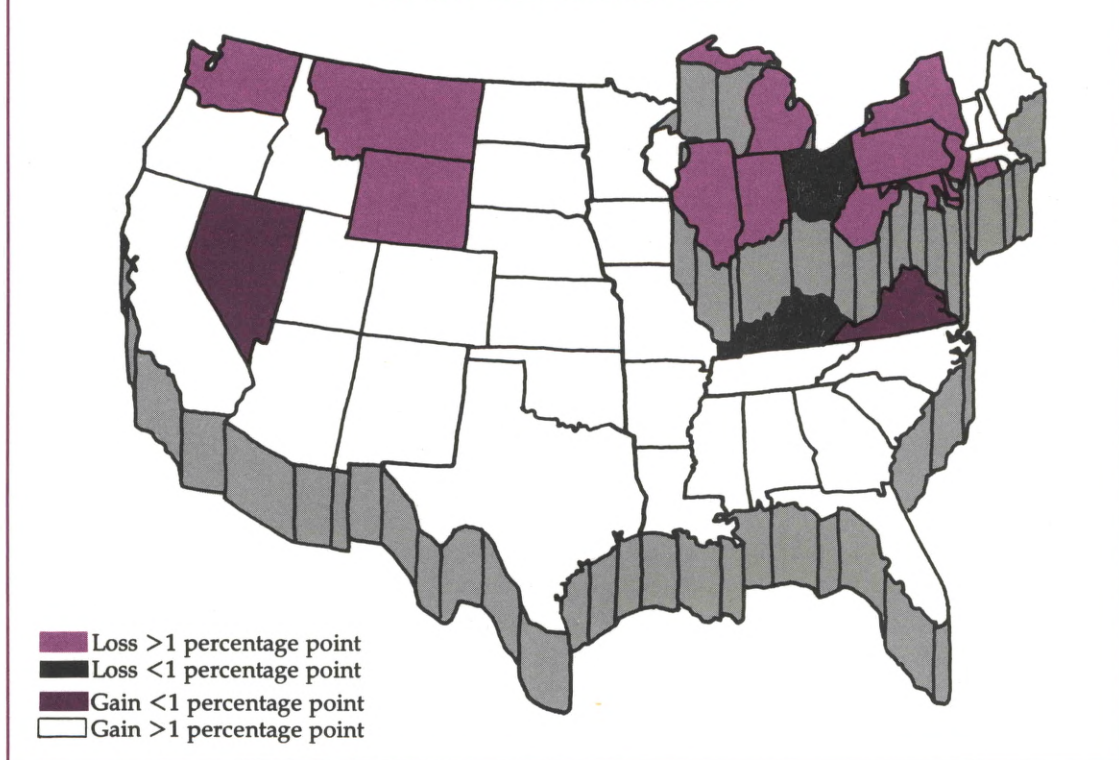 Loss >1 percentage point
Loss <1 percentage point
Gain <1 percentage point
Gain >1 percentage point